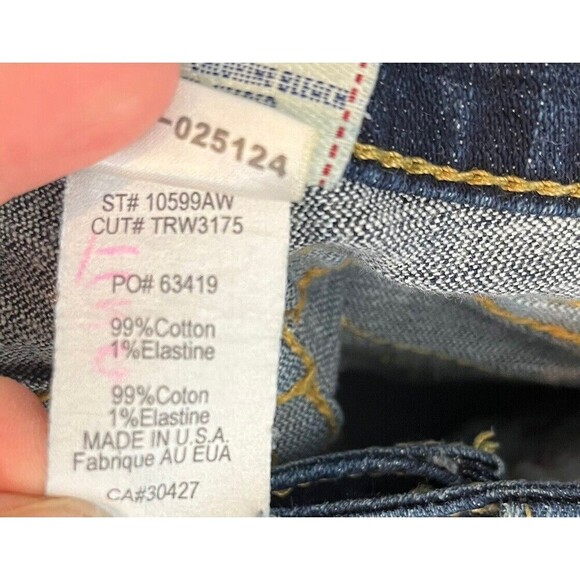 BLEACH
-025124
ST# 10599AW
CUT# TRW3175
PO# 63419
99%Cotton
1%Elastine
99%Coton
1%Elastine
MADE IN U.S.A.
Fabrique AU EUA
CA#30427